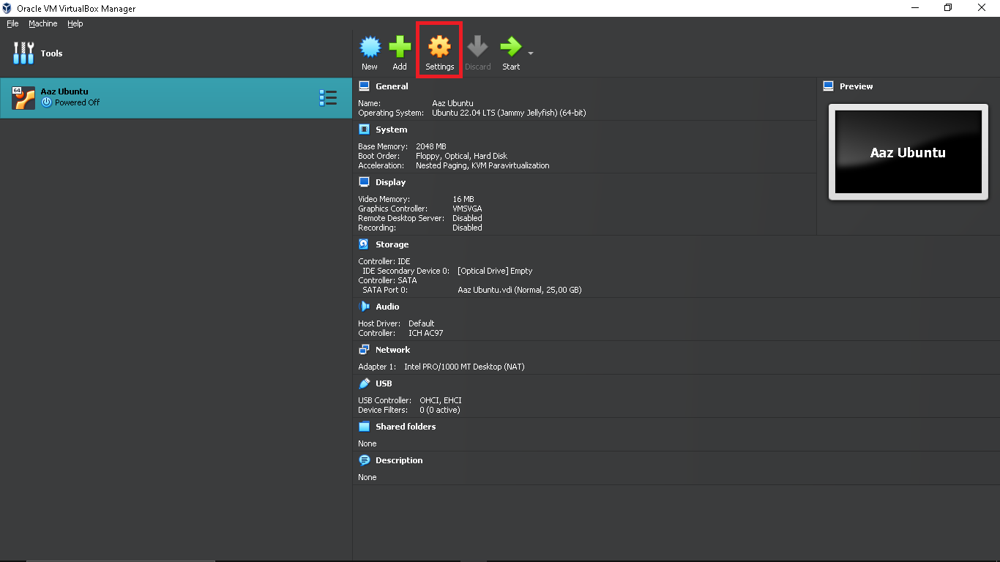 Oracle VM VirtualBox Manager
File Machine Help
Tools
New Add Settings Discard Start
64
Aaz Ubuntu
Powered Off
General
Name: Aaz Ubuntu
Operating System: Ubuntu 22.04 LTS (Jammy Jellyfish) (64-bit)
System
Base Memory: 2048 MB
Boot Order: Floppy, Optical, Hard Disk
Acceleration: Nested Paging, KVM Paravirtualization
Display
Video Memory: 16 MB
Graphics Controller: VMSVGA
Remote Desktop Server: Disabled
Recording: Disabled
Storage
Controller: IDE
IDE Secondary Device 0: [Optical Drive] Empty
Controller: SATA
SATA Port 0: Aaz Ubuntu.vdi (Normal, 25,00 GB)
Audio
Host Driver: Default
Controller: ICH AC97
Network
Adapter 1: Intel PRO/1000 MT Desktop (NAT)
USB
USB Controller: OHCI, EHCI
Device Filters: 0 (0 active)
Shared folders
None
Description
None
Preview
Aaz Ubuntu